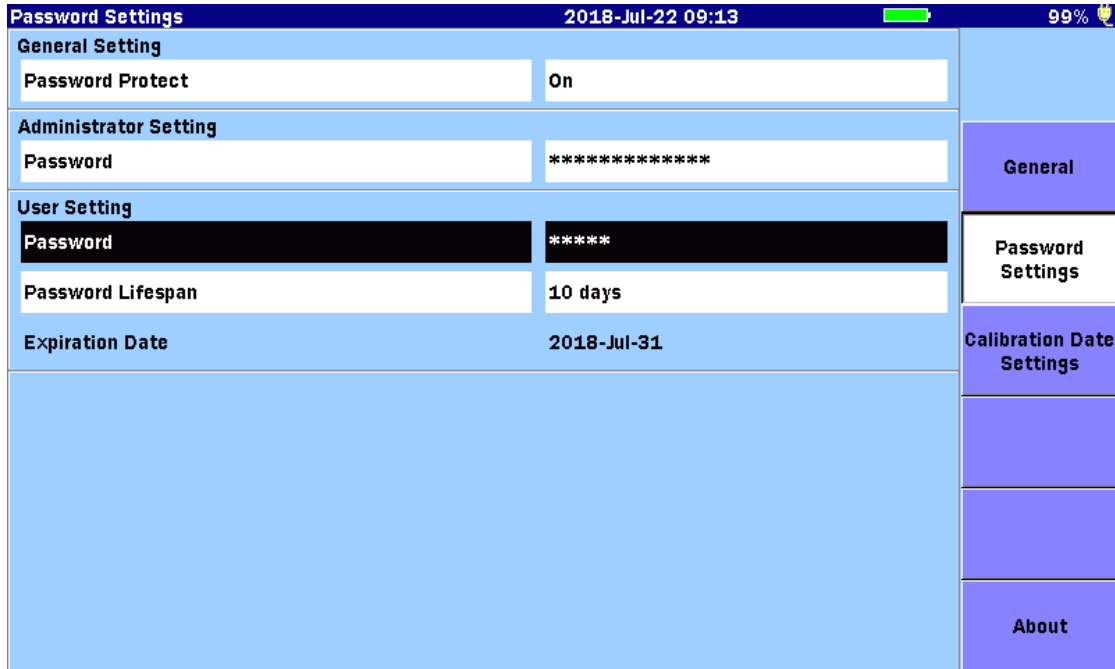 Password Settings 2018-Jul-22 09:13 99%
General Setting
Password Protect On
Administrator Setting
Password *************
User Setting
Password *****
Password Lifespan 10 days
Expiration Date 2018-Jul-31
General
Password
Settings
Calibration Date
Settings
About